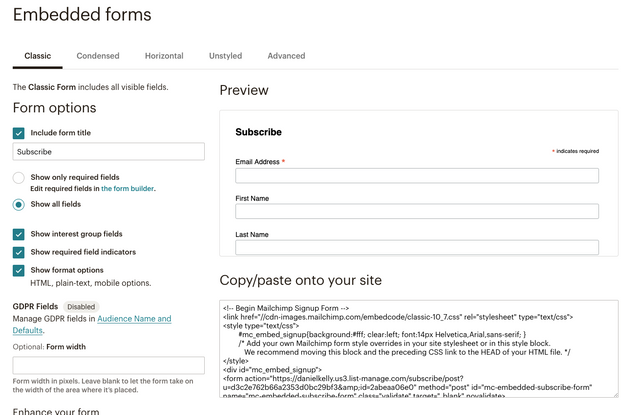 Embedded forms
Classic
Condensed
Horizontal
Unstyled
Advanced
The Classic Form includes all visible fields.
Form options
Include form title
Subscribe
Show only required fields
Edit required fields in the form builder.
Show all fields
Show interest group fields
Show required field indicators
Show format options
HTML, plain-text, mobile options.
GDPR Fields Disabled
Manage GDPR fields in Audience Name and
Defaults.
Optional: Form width
Form width in pixels. Leave blank to let the form take on
the width of the area where it's placed.
Enhance your form
Preview
Subscribe
* indicates required
Email Address *
First Name
Last Name
Copy/paste onto your site
<!-- Begin Mailchimp Signup Form -->
<link href="//cdn-images.mailchimp.com/embedcode/classic-10_7.css" rel="stylesheet" type="text/css">
<style type="text/css">
#mc_embed_signup{background:#fff; clear:left; font:14px Helvetica,Arial,sans-serif; }
/* Add your own Mailchimp form style overrides in your site stylesheet or in this style block.
We recommend moving this block and the preceding CSS link to the HEAD of your HTML file. */
</style>
<div id="mc_embed_signup">
<form action="https://danielkelly.us3.list-manage.com/subscribe/post?
u=d3c2e762b66a2353d0bc29bf3&amp;id=2abeaa06e0" method="post" id="mc-embedded-subscribe-form"
name="mc-embedded-subscribe-form" class="validate" target="_blank" novalidate>